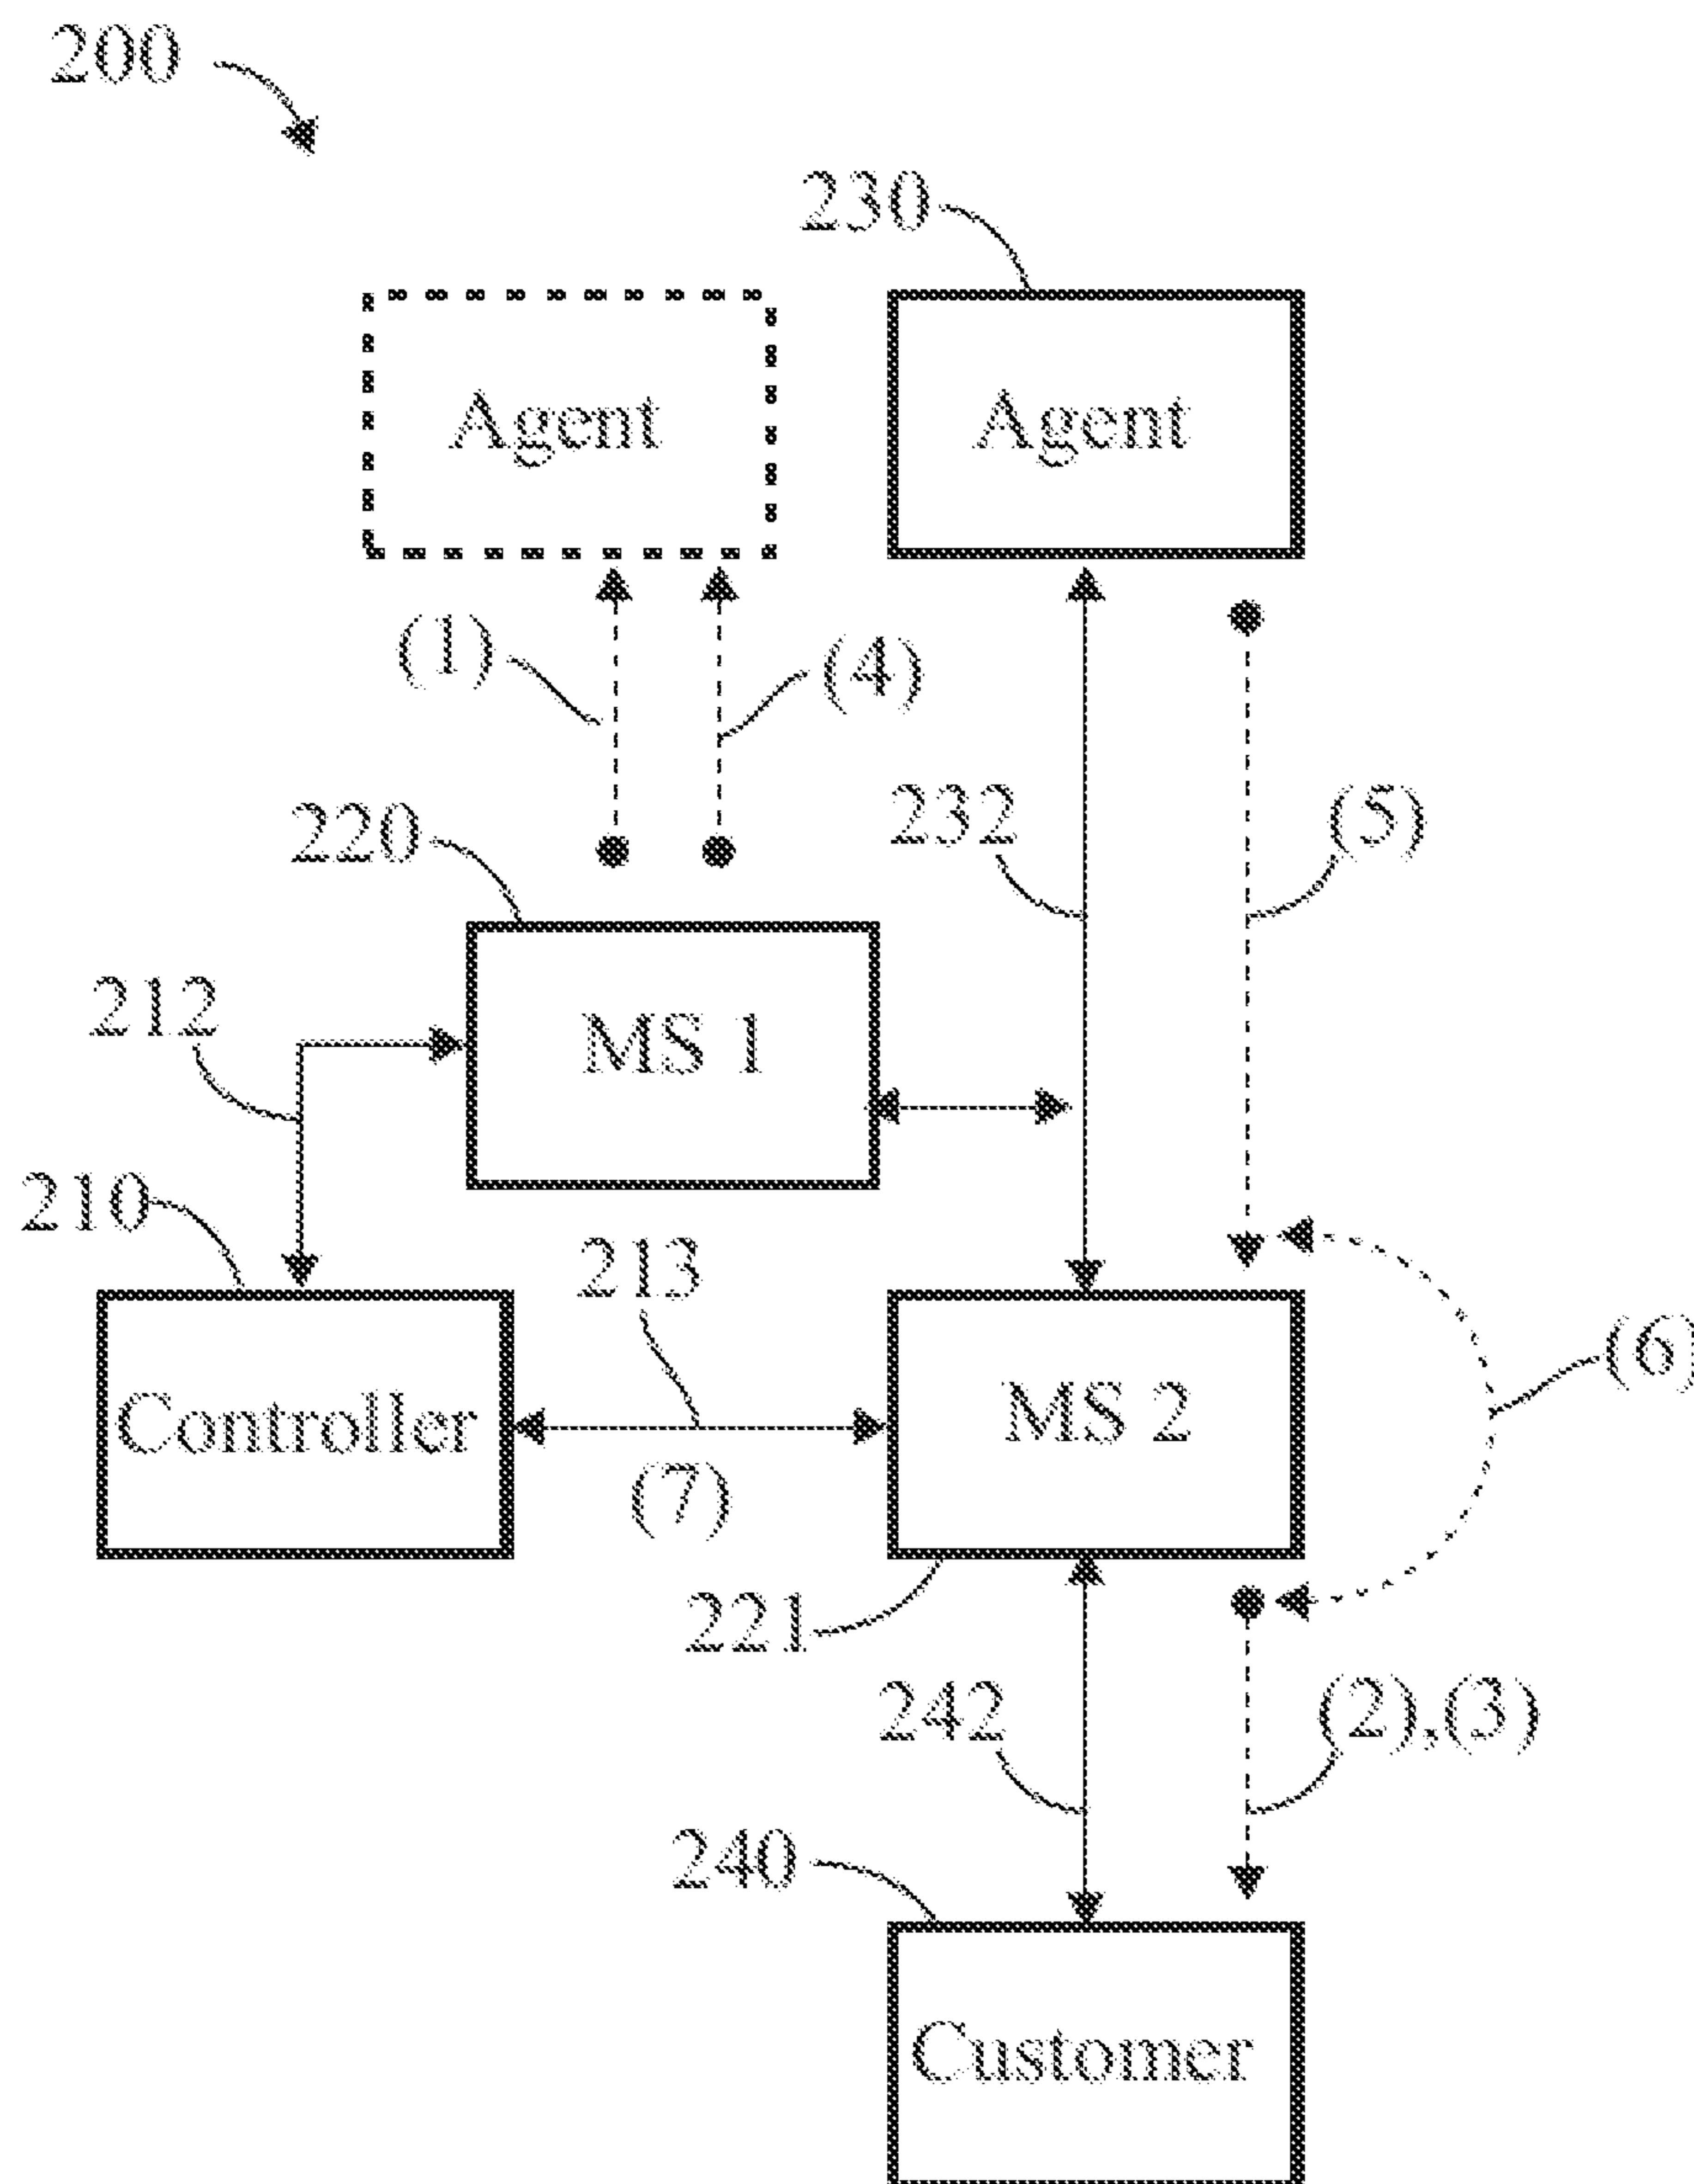 200
230
Agent
Agent
(1)
(4)
220
232
(5)
212
MS 1
210
213
Controller
MS 2
(6)
(7)
221
242
(2),(3)
240
Customer